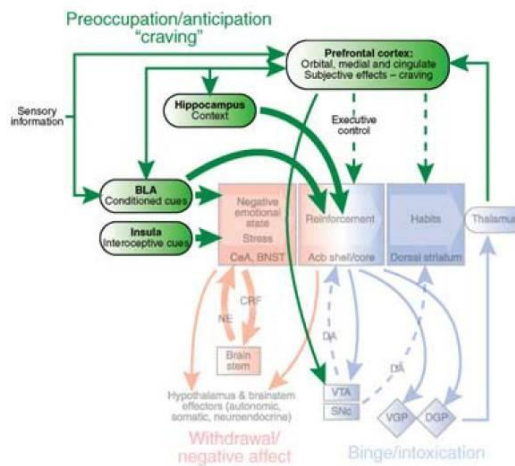 Preoccupation/anticipation
“craving”
Prefrontal cortex:
Orbital, medial and cingulate
Subjective effects – craving
Hippocampus
Context
Sensory
information
Executive
control
BLA
Conditioned cues
Insula
Interoceptive cues
Negative
emotional
state
Stress
CeA, BNST
Reinforcement
Acb shell/core
Habits
Dorsal striatum
Thalamus
NE
CRF
Brain
stem
DA
DA
VTA
SNc
VGP
DGP
Hypothalamus & brainstem
effectors (autonomic,
somatic, neuroendocrine)
Withdrawal/
negative affect
Binge/intoxication